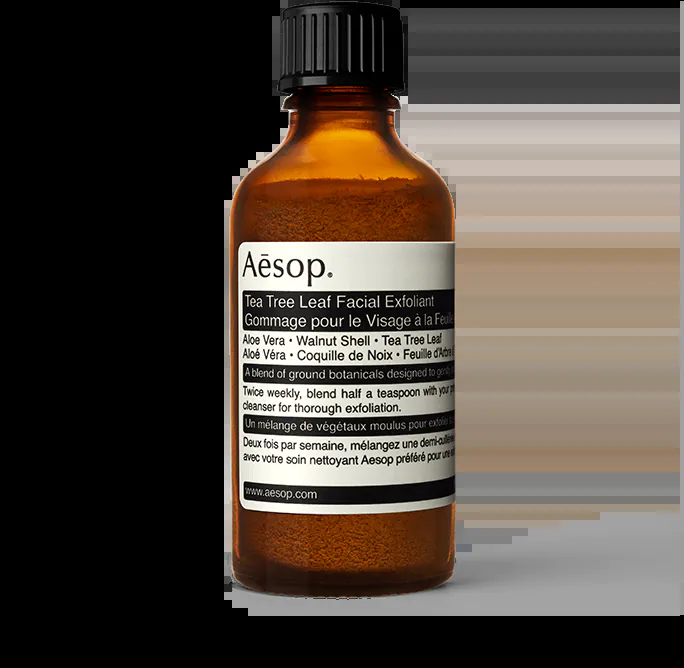 Aēsop®
Tea Tree Leaf Facial Exfoliant
Gommage pour le Visage à la Feuille
Aloe Vera • Walnut Shell • Tea Tree Leaf
Aloé Véra • Coquille de Noix • Feuille d'Arbre
A blend of ground botanicals designed to
Twice weekly, blend half a teaspoon with your
cleanser for thorough exfoliation.
Un mélange de végétaux moulus pour
Deux fois par semaine, mélangez une
avec votre soin nettoyant Aesop préféré pour une
www.aesop.com